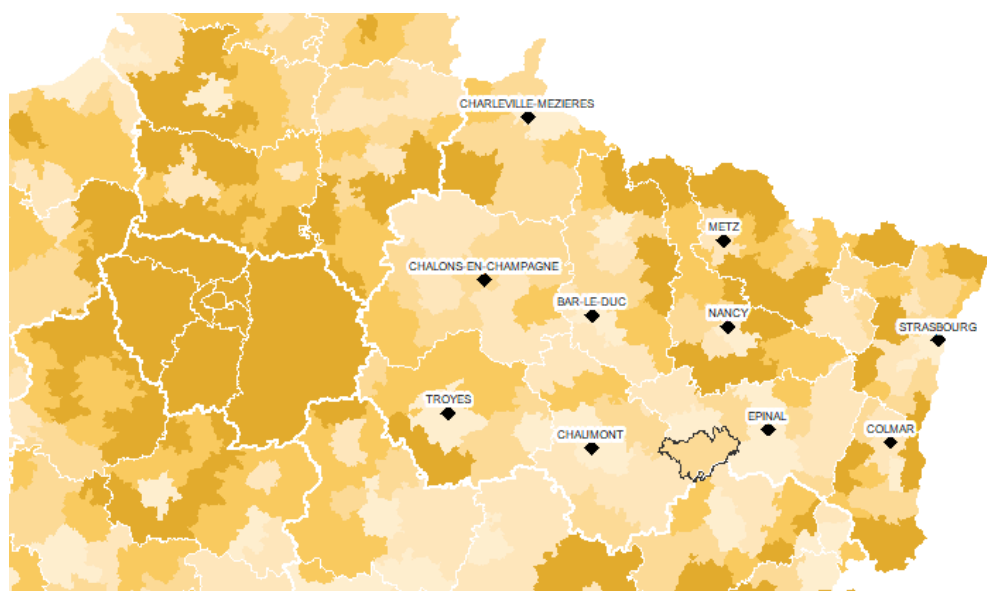 CHARLEVILLE-MEZIERES
METZ
CHALONS-EN-CHAMPAGNE
BAR-LE-DUC
NANCY
STRASBOURG
TROYES
EPINAL
CHAUMONT
COLMAR